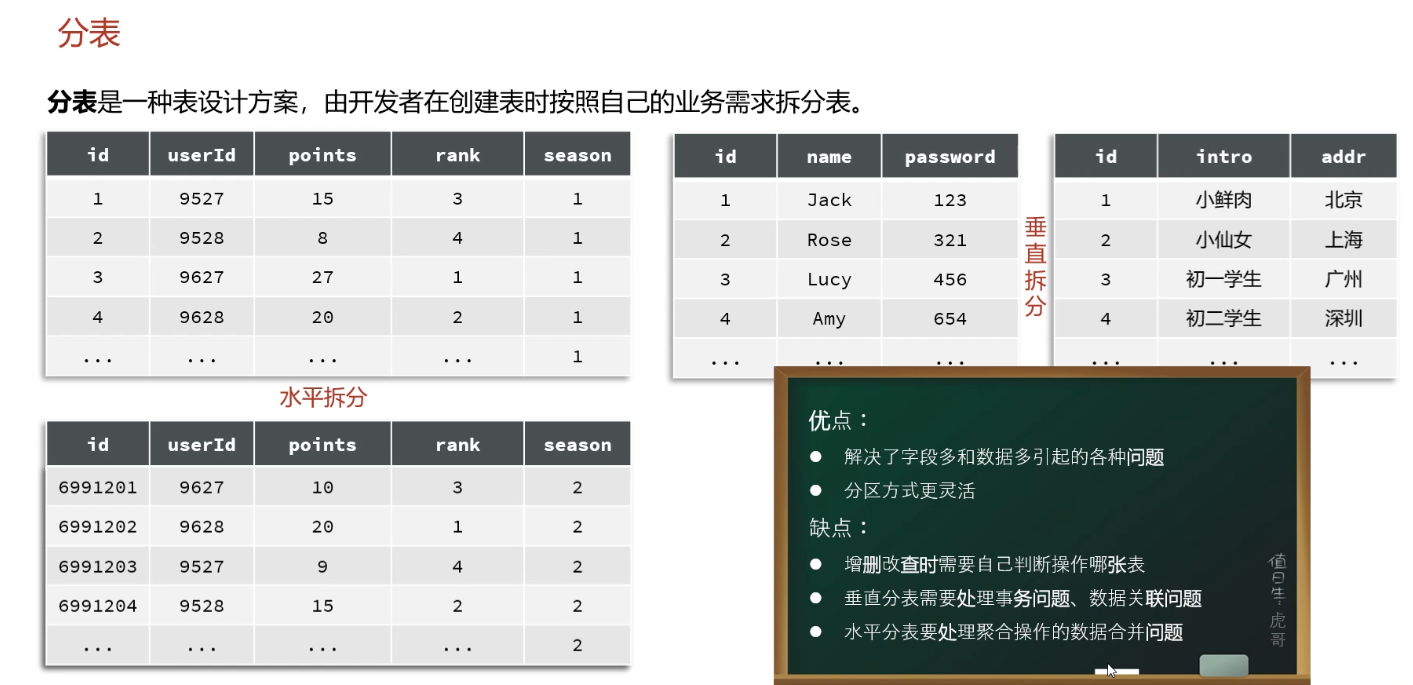 分表
分表是一种表设计方案，由开发者在创建表时按照自己的业务需求拆分表。
id userId points rank season
1 9527 15 3 1
2 9528 8 4 1
3 9627 27 1 1
4 9628 20 2 1
... ... ... ... 1
水平拆分
id userId points rank season
6991201 9627 10 3 2
6991202 9628 20 1 2
6991203 9527 9 4 2
6991204 9528 15 2 2
... ... ... ... 2
id name password
1 Jack 123
2 Rose 321
3 Lucy 456
4 Amy 654
... ... ...
垂直拆分
id intro addr
1 小鲜肉 北京
2 小仙女 上海
3 初一学生 广州
4 初二学生 深圳
... ... ...
优点：
● 解决了字段多和数据多引起的各种问题
● 分区方式更灵活
缺点：
● 增删改查时需要自己判断操作哪张表
● 垂直分表需要处理事务问题、数据关联问题
● 水平分表要处理聚合操作的数据合并问题
值日生：虎哥